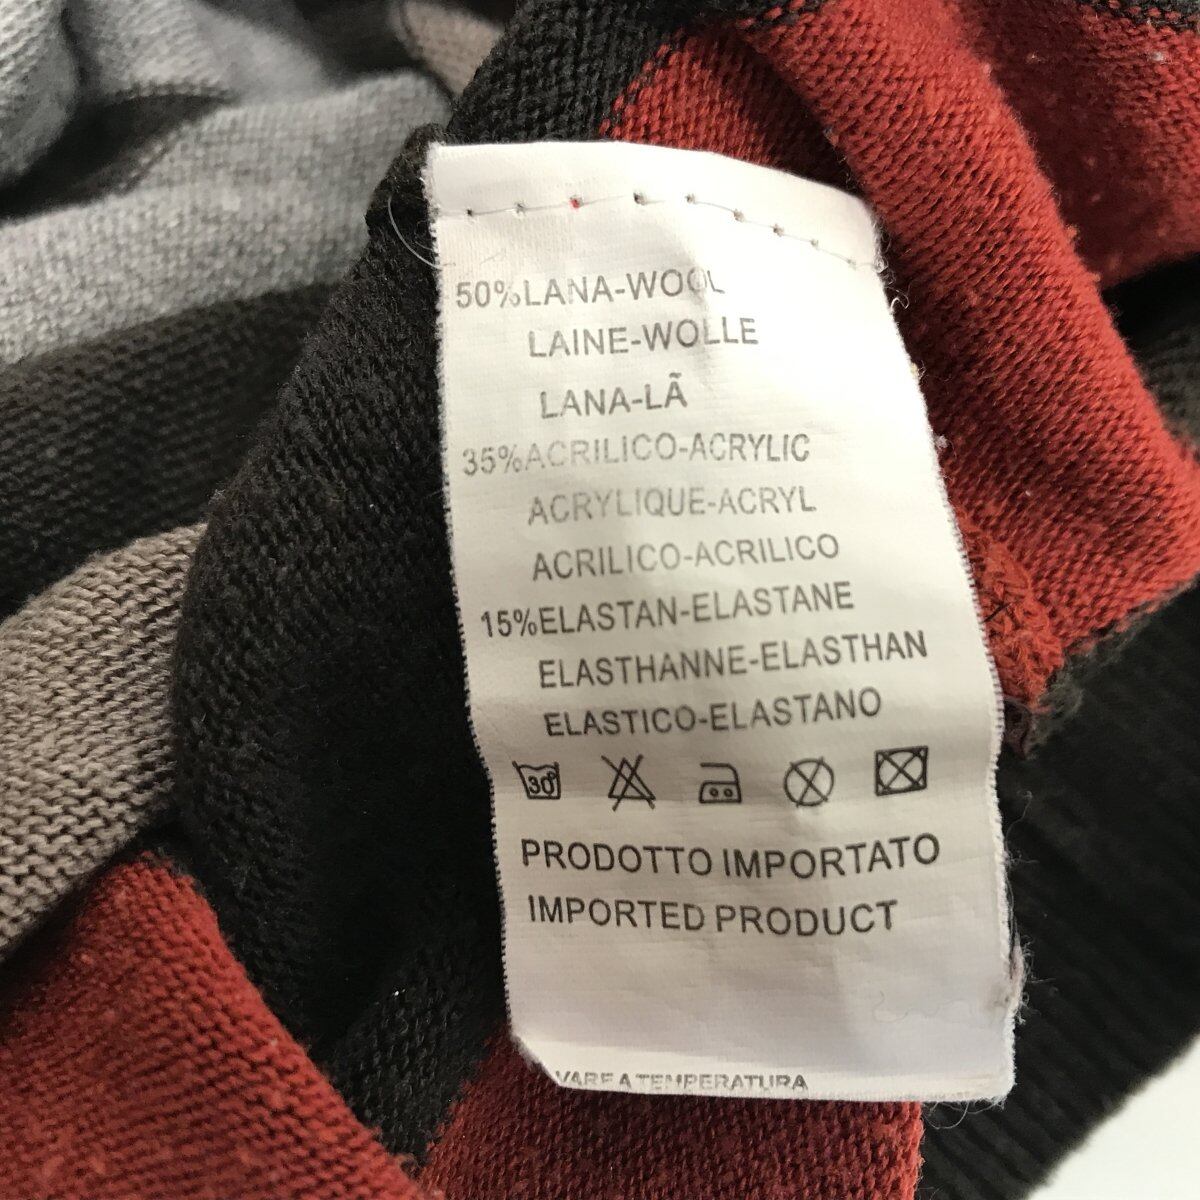 50%LANA-WOOL
LAINE-WOLLE
LANA-LÃ
35%ACRILICO-ACRYLIC
ACRYLIQUE-ACRYL
ACRILICO-ACRILICO
15%ELASTAN-ELASTANE
ELASTHANNE-ELASTHAN
ELASTICO-ELASTANO
30°
PRODOTTO IMPORTATO
IMPORTED PRODUCT
VARE A TEMPERATURA